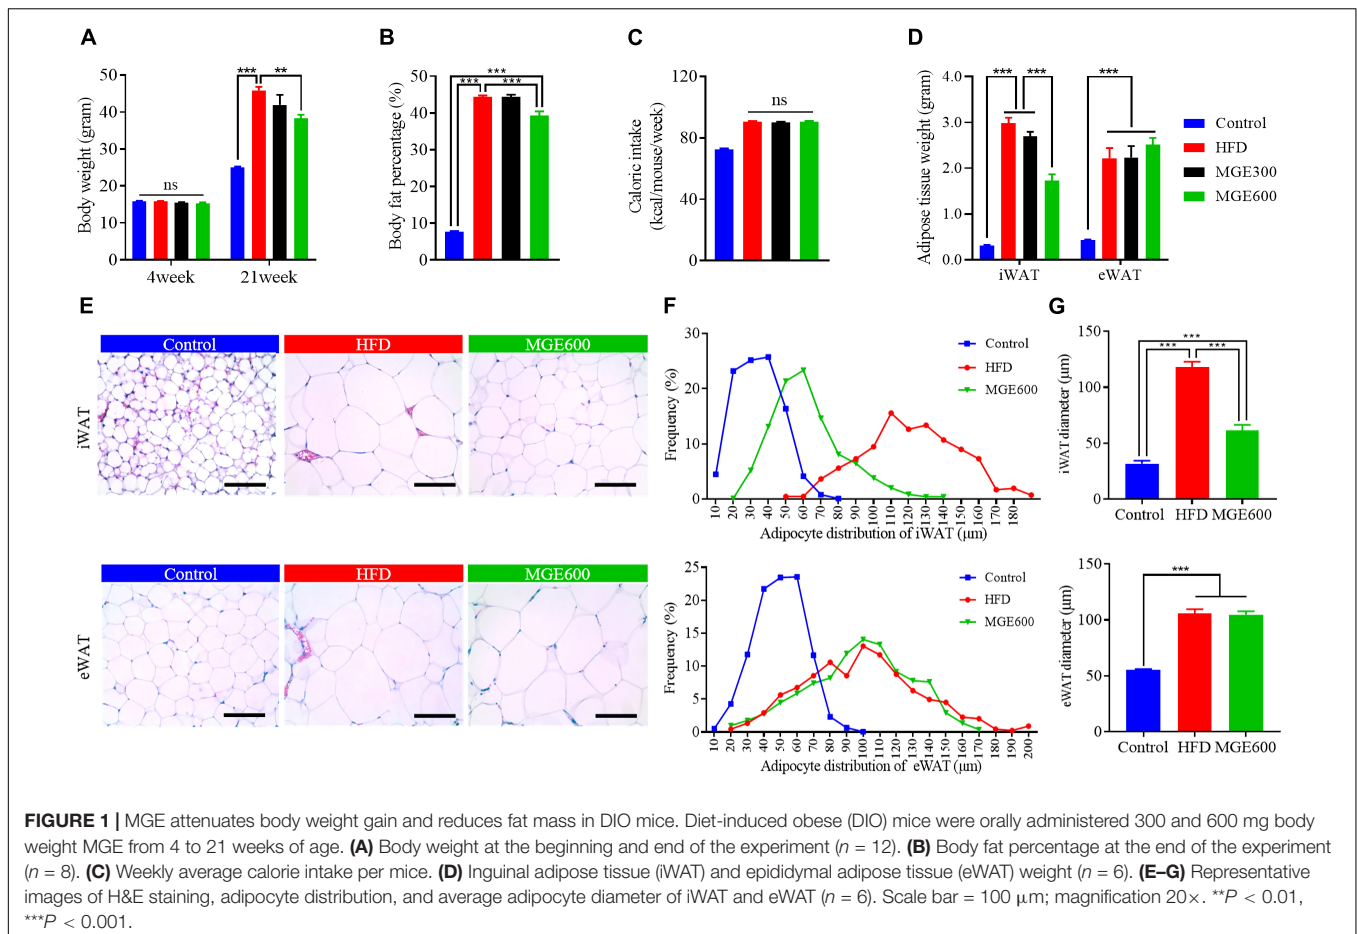 A
B
C
D
Body weight (gram)
50
40
30
20
10
0
***
**
ns
4week
21week
Body fat percentage (%)
50
40
30
20
10
0
***
***
***
Caloric intake
(kcal/mouse/week)
120
80
40
0
ns
Adipose tissue weight (gram)
4.0
3.0
2.0
1.0
0.0
***
***
***
iWAT
eWAT
Control
HFD
MGE300
MGE600
E
F
G
Control
HFD
MGE600
iWAT
Control
HFD
MGE600
eWAT
Frequency (%)
30
20
10
0
Control
HFD
MGE600
10 20 30 40 50 60 70 80 90 100 110 120 130 140 150 160 170 180
Adipocyte distribution of iWAT (μm)
iWAT diameter (μm)
150
100
50
0
***
***
***
Control HFD MGE600
Frequency (%)
25
20
15
10
5
0
Control
HFD
MGE600
10 20 30 40 50 60 70 80 90 100 110 120 130 140 150 160 170 180 190 200
Adipocyte distribution of eWAT (μm)
eWAT diameter (μm)
150
100
50
0
***
Control HFD MGE600
FIGURE 1 | MGE attenuates body weight gain and reduces fat mass in DIO mice. Diet-induced obese (DIO) mice were orally administered 300 and 600 mg body
weight MGE from 4 to 21 weeks of age. (A) Body weight at the beginning and end of the experiment (n = 12). (B) Body fat percentage at the end of the experiment
(n = 8). (C) Weekly average calorie intake per mice. (D) Inguinal adipose tissue (iWAT) and epididymal adipose tissue (eWAT) weight (n = 6). (E–G) Representative
images of H&E staining, adipocyte distribution, and average adipocyte diameter of iWAT and eWAT (n = 6). Scale bar = 100 μm; magnification 20×. **P < 0.01,
***P < 0.001.